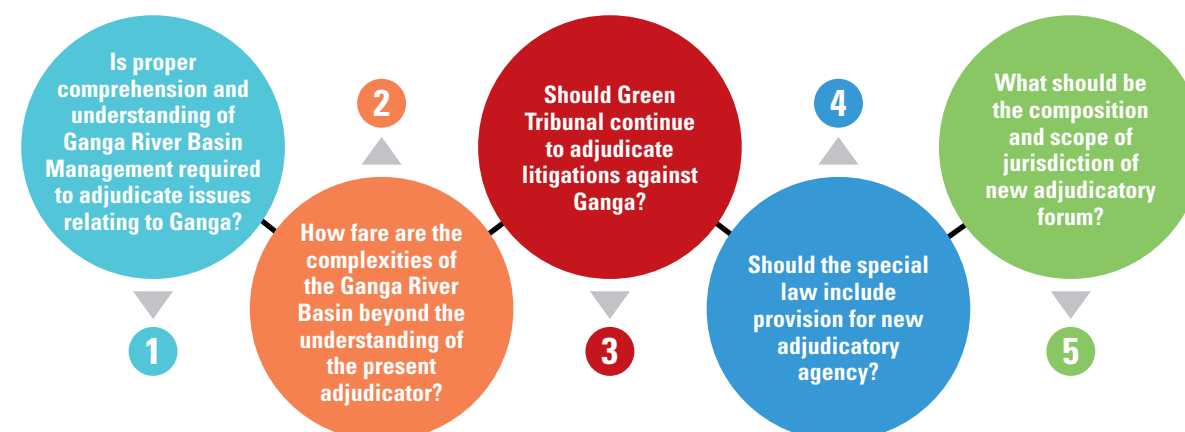 Is proper
comprehension and
understanding of
Ganga River Basin
Management required
to adjudicate issues
relating to Ganga?
1
2
How fare are the
complexities of
the Ganga River
Basin beyond the
understanding of
the present
adjudicator?
Should Green
Tribunal continue
to adjudicate
litigations against
Ganga?
3
4
Should the special
law include
provision for new
adjudicatory
agency?
What should be
the composition
and scope of
jurisdiction of
new adjudicatory
forum?
5